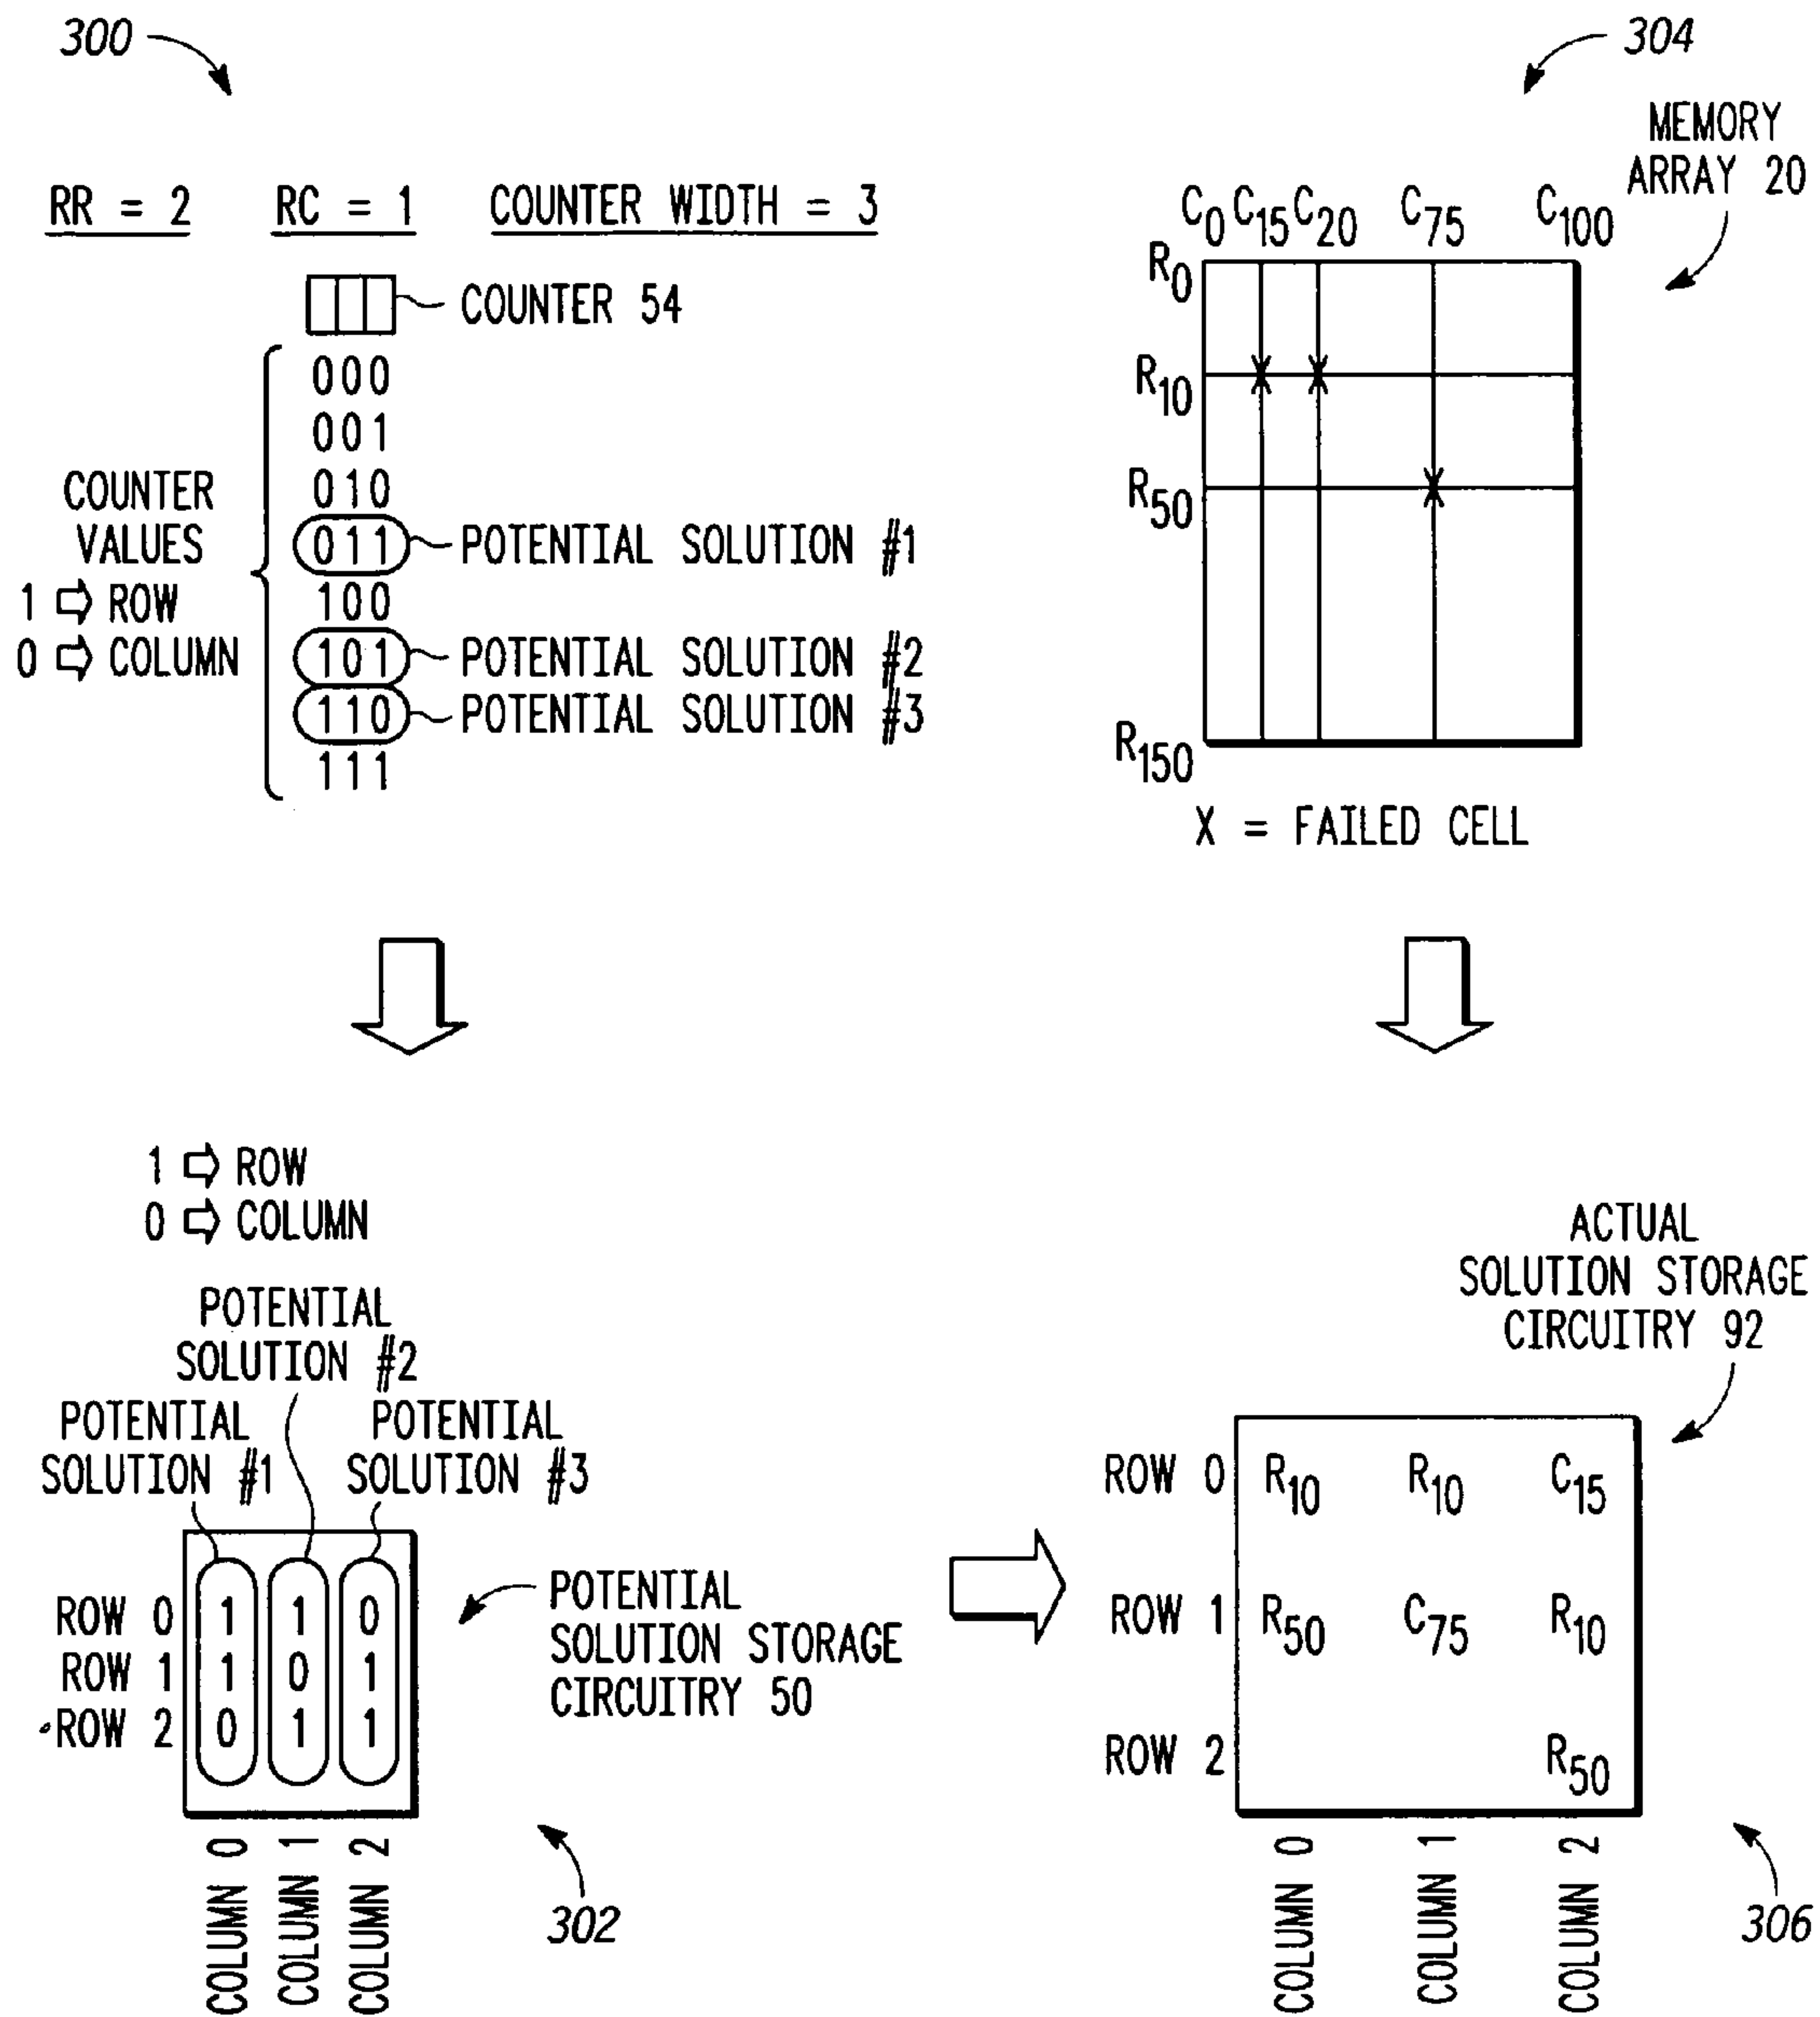 300
RR = 2 RC = 1 COUNTER WIDTH = 3
COUNTER 54
000
001
010
011 POTENTIAL SOLUTION #1
100
101 POTENTIAL SOLUTION #2
110 POTENTIAL SOLUTION #3
111
COUNTER
VALUES
1 ⇨ ROW
0 ⇨ COLUMN
304
MEMORY
ARRAY 20
C0 C15 C20 C75 C100
R0
R10
R50
R150
X = FAILED CELL
1 ⇨ ROW
0 ⇨ COLUMN
POTENTIAL
SOLUTION #2
POTENTIAL
SOLUTION #1
POTENTIAL
SOLUTION #3
ROW 0 1 1 0
ROW 1 1 0 1
ROW 2 0 1 1
COLUMN 0
COLUMN 1
COLUMN 2
POTENTIAL
SOLUTION STORAGE
CIRCUITRY 50
302
ACTUAL
SOLUTION STORAGE
CIRCUITRY 92
ROW 0 R10 R10 C15
ROW 1 R50 C75 R10
ROW 2 R50
COLUMN 0
COLUMN 1
COLUMN 2
306